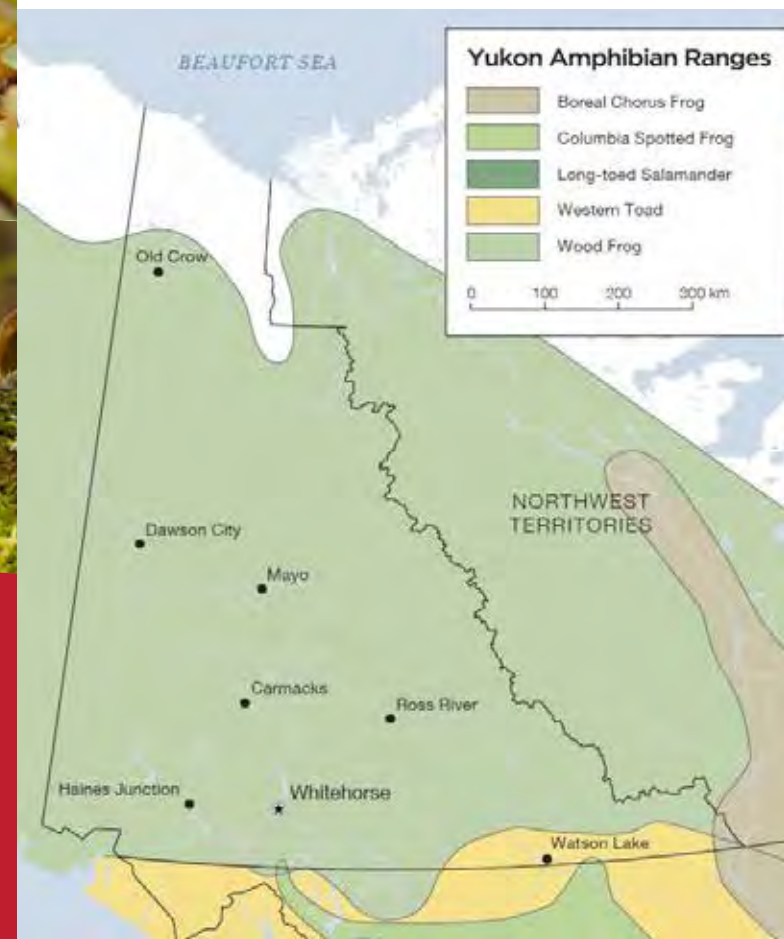 BEAUFORT SEA
Yukon Amphibian Ranges
Boreal Chorus Frog
Columbia Spotted Frog
Long-toed Salamander
Western Toad
Wood Frog
0 100 200 300 km
Old Crow
NORTHWEST
TERRITORIES
Dawson City
Mayo
Carmacks
Ross River
Haines Junction
Whitehorse
Watson Lake